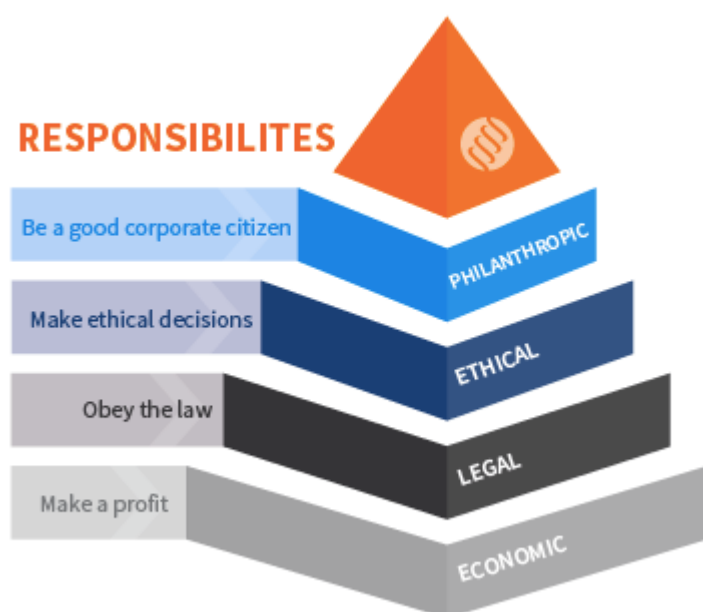 RESPONSIBILITES
Be a good corporate citizen
PHILANTHROPIC
Make ethical decisions
ETHICAL
Obey the law
LEGAL
Make a profit
ECONOMIC